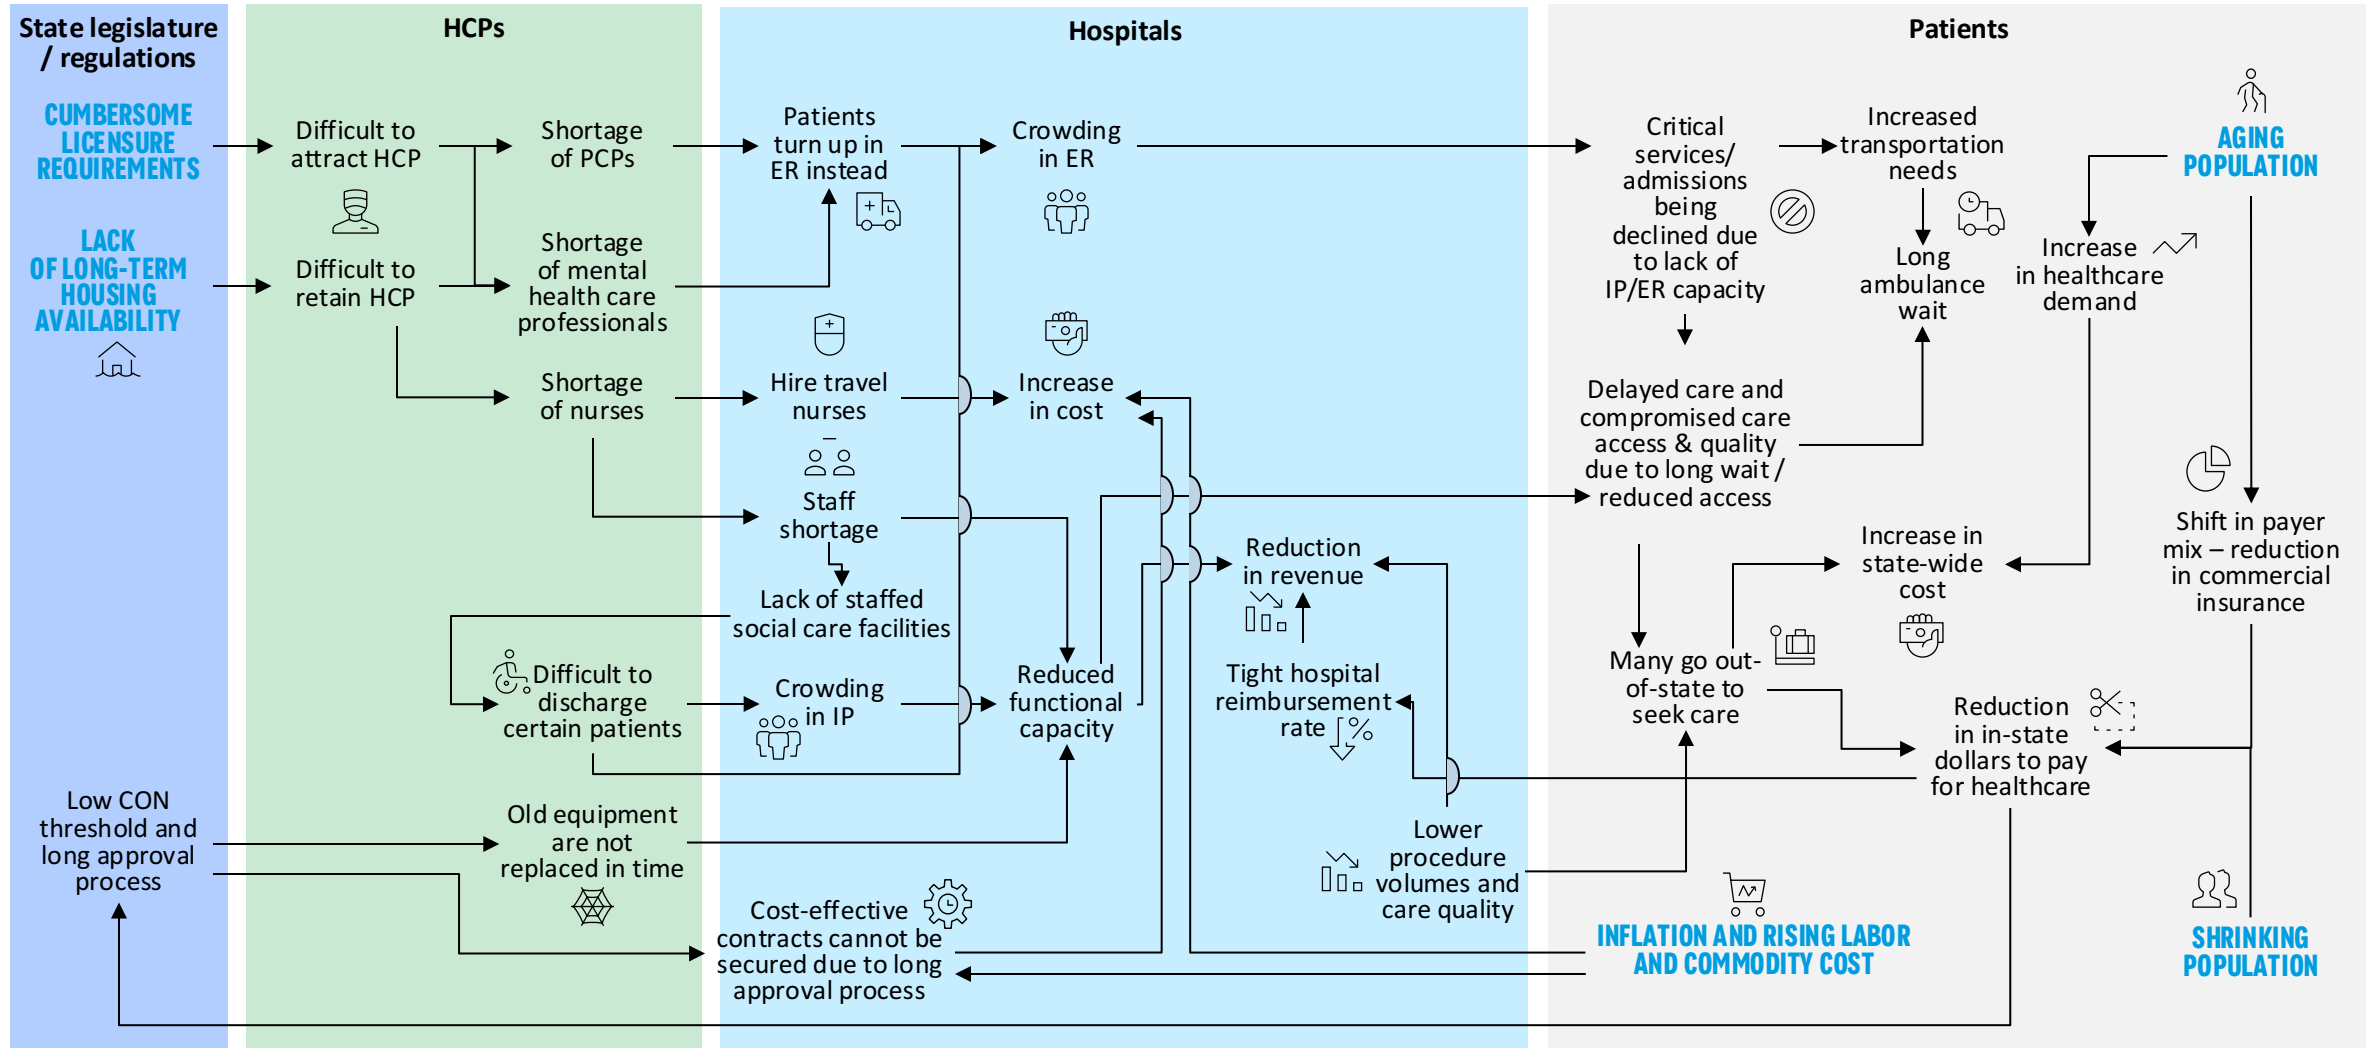 State legislature
/ regulations
HCPs
Hospitals
Patients
CUMBERSOME
LICENSURE
REQUIREMENTS
LACK
OF LONG-TERM
HOUSING
AVAILABILITY
Low CON
threshold and
long approval
process
Difficult to
attract HCP
Difficult to
retain HCP
Shortage
of PCPs
Shortage
of mental
health care
professionals
Shortage
of nurses
Difficult to
discharge
certain patients
Old equipment
are not
replaced in time
Patients
turn up in
ER instead
Hire travel
nurses
Staff
shortage
Lack of staffed
social care facilities
Crowding
in IP
Cost-effective
contracts cannot be
secured due to long
approval process
Crowding
in ER
Increase
in cost
Reduced
functional
capacity
Reduction
in revenue
Tight hospital
reimbursement
rate
%
Lower
procedure
volumes and
care quality
Critical
services/
admissions
being
declined due
to lack of
IP/ER capacity
Delayed care and
compromised care
access & quality
due to long wait /
reduced access
Many go out-
of-state to
seek care
INFLATION AND RISING LABOR
AND COMMODITY COST
Increased
transportation
needs
Long
ambulance
wait
Increase in
state-wide
cost
Reduction
in in-state
dollars to pay
for healthcare
Increase
in healthcare
demand
AGING
POPULATION
Shift in payer
mix – reduction
in commercial
insurance
SHRINKING
POPULATION